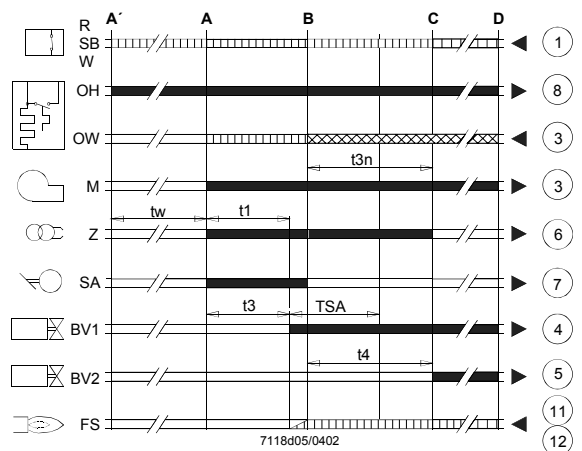 A´ A B C D
R
SB 1
W
OH 8
OW 3
t3n
M 3
tw t1
Z 6
SA 7
t3 TSA
BV1 4
t4
BV2 5
FS 11
12
7118d05/0402